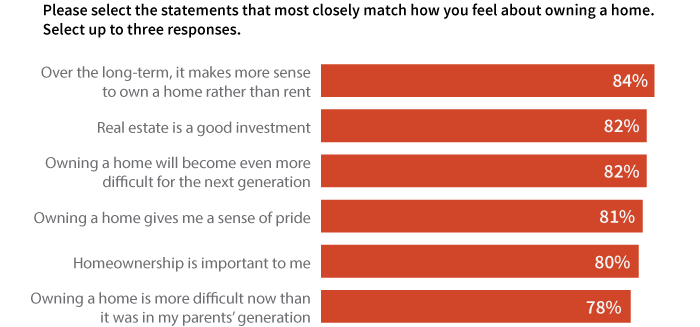 Please select the statements that most closely match how you feel about owning a home.
Select up to three responses.
Over the long-term, it makes more sense
to own a home rather than rent
84%
Real estate is a good investment
82%
Owning a home will become even more
difficult for the next generation
82%
Owning a home gives me a sense of pride
81%
Homeownership is important to me
80%
Owning a home is more difficult now than
it was in my parents' generation
78%